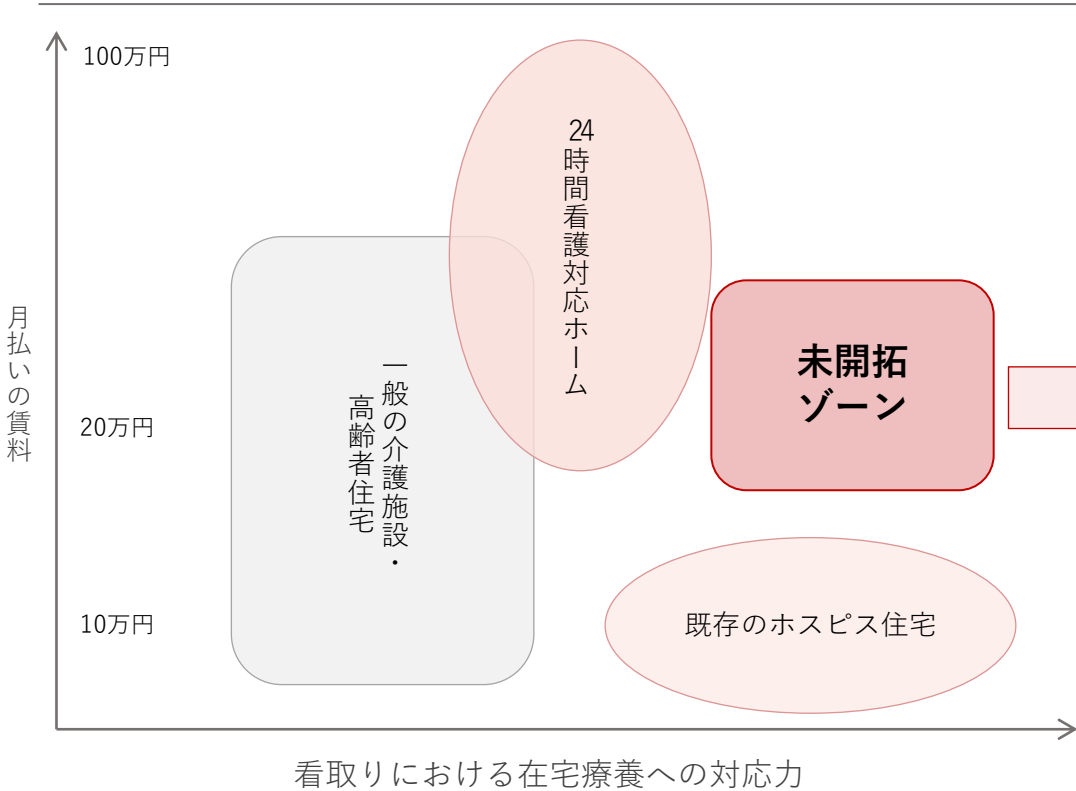 100万円
20万円
10万円
月払いの賃料
24時間看護対応ホーム
一般の介護施設・
高齢者住宅
未開拓
ゾーン
既存のホスピス住宅
看取りにおける在宅療養への対応力